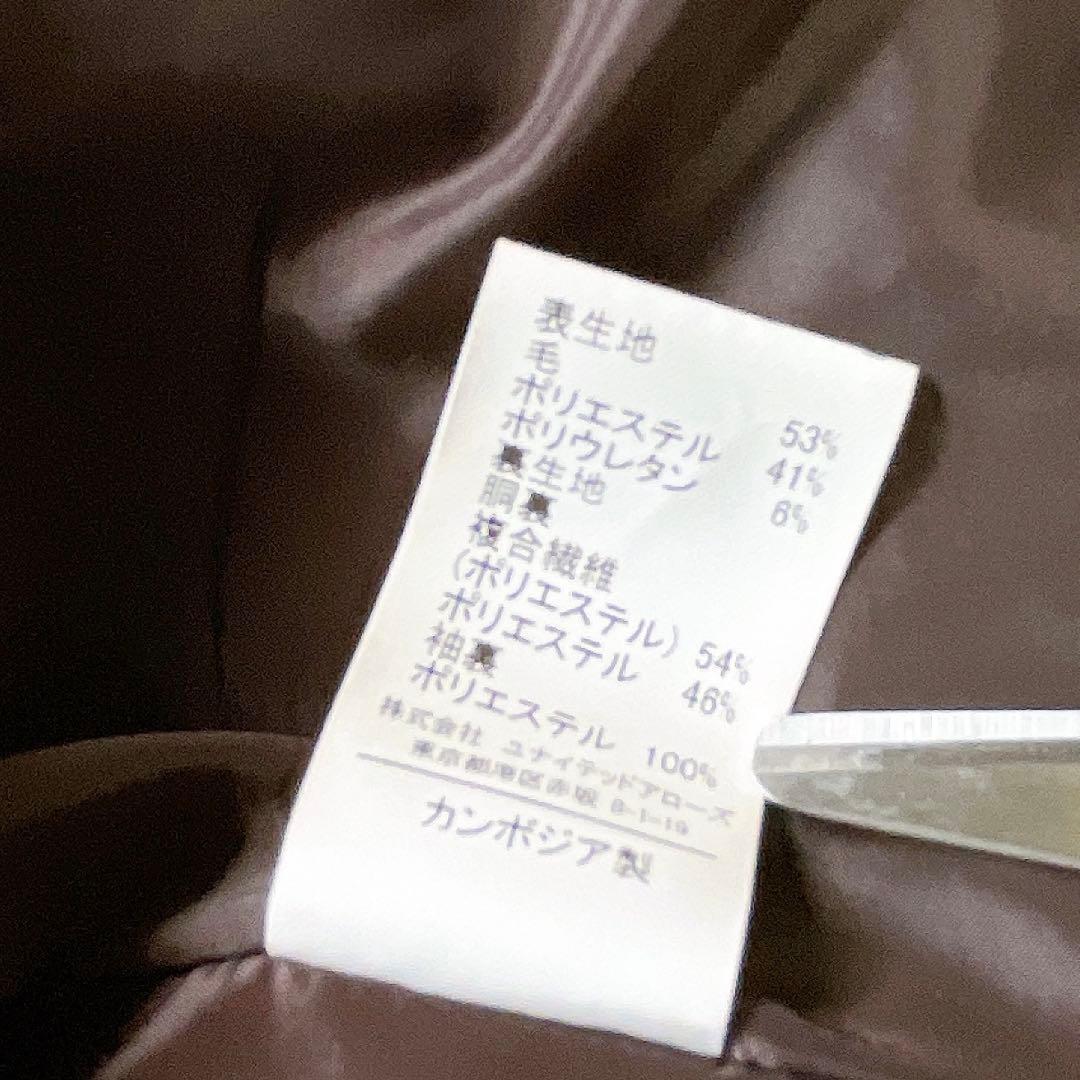 表生地
毛 53%
ポリエステル 41%
ポリウレタン 6%
裏生地
胴裏
複合繊維
(ポリエステル) 54%
ポリエステル 46%
袖裏
ポリエステル 100%
株式会社 ユナイテッドアローズ
東京都港区赤坂 8-1-19
カンボジア製